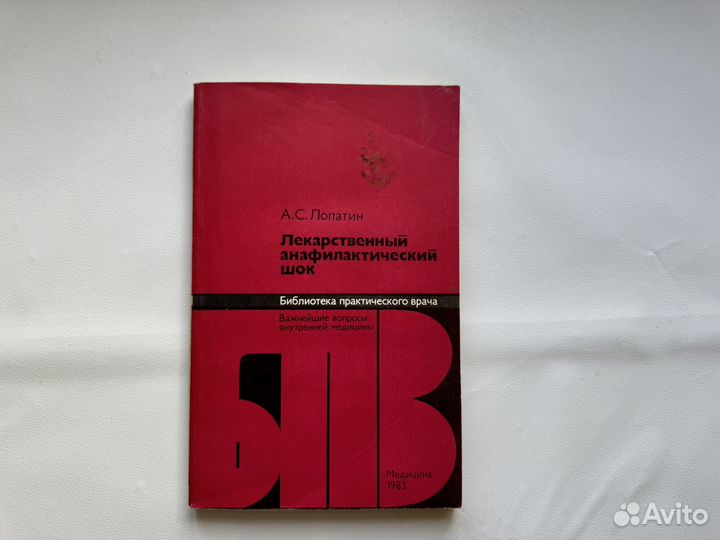 А.С.Лопатин
Лекарственный
анафилактический
шок
Библиотека практического врача
Важнейшие вопросы
внутренней медицины
БПВ
Медицина
1983
Avito